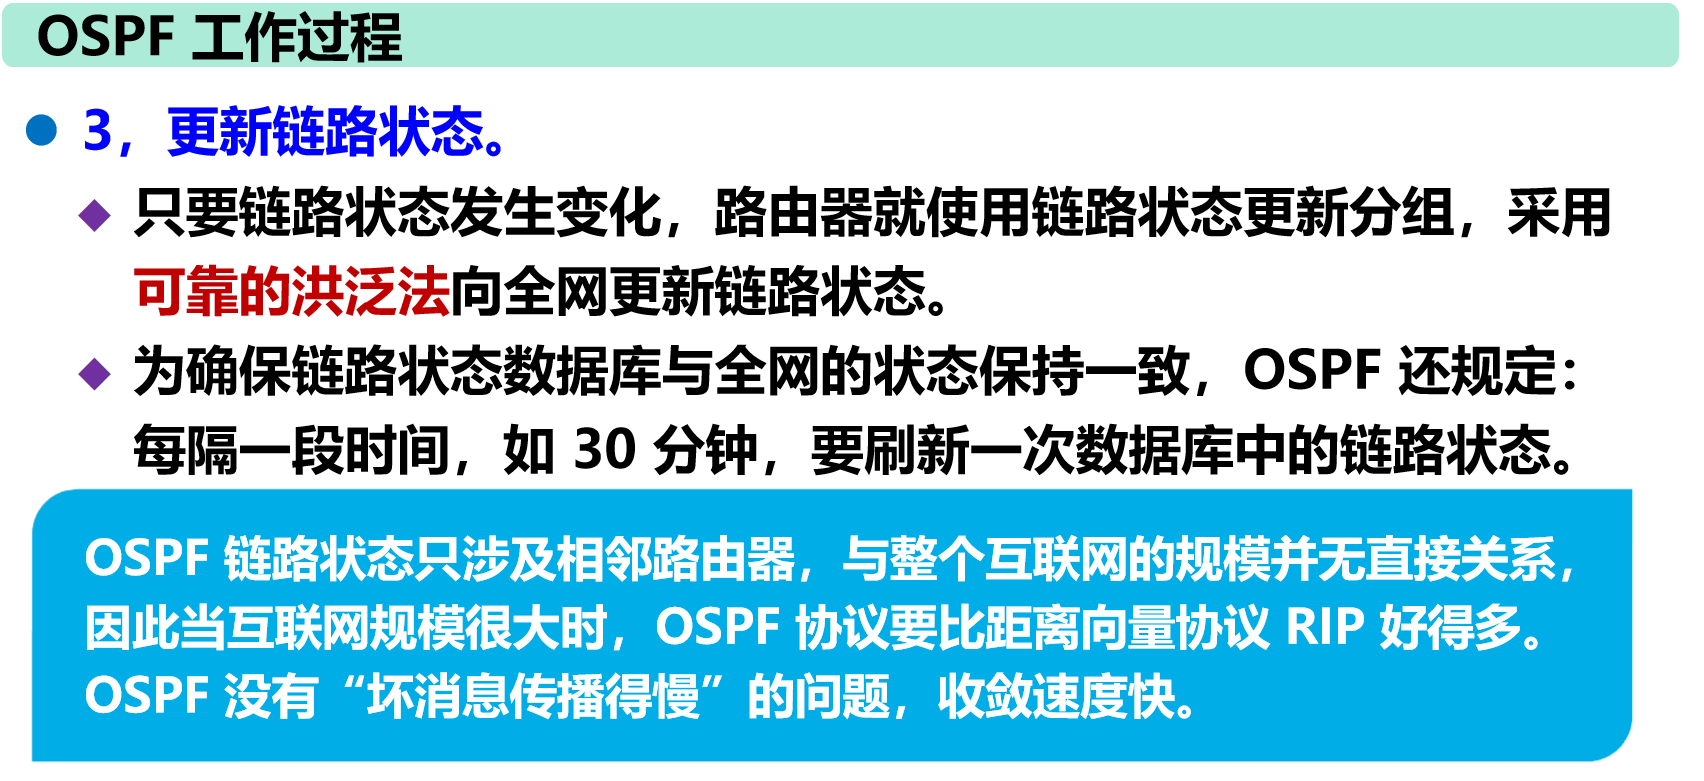 OSPF 工作过程
3，更新链路状态。
只要链路状态发生变化，路由器就使用链路状态更新分组，采用
可靠的洪泛法向全网更新链路状态。
为确保链路状态数据库与全网的状态保持一致，OSPF 还规定：
每隔一段时间，如 30 分钟，要刷新一次数据库中的链路状态。
OSPF 链路状态只涉及相邻路由器，与整个互联网的规模并无直接关系，
因此当互联网规模很大时，OSPF 协议要比距离向量协议 RIP 好得多。
OSPF 没有“坏消息传播得慢”的问题，收敛速度快。